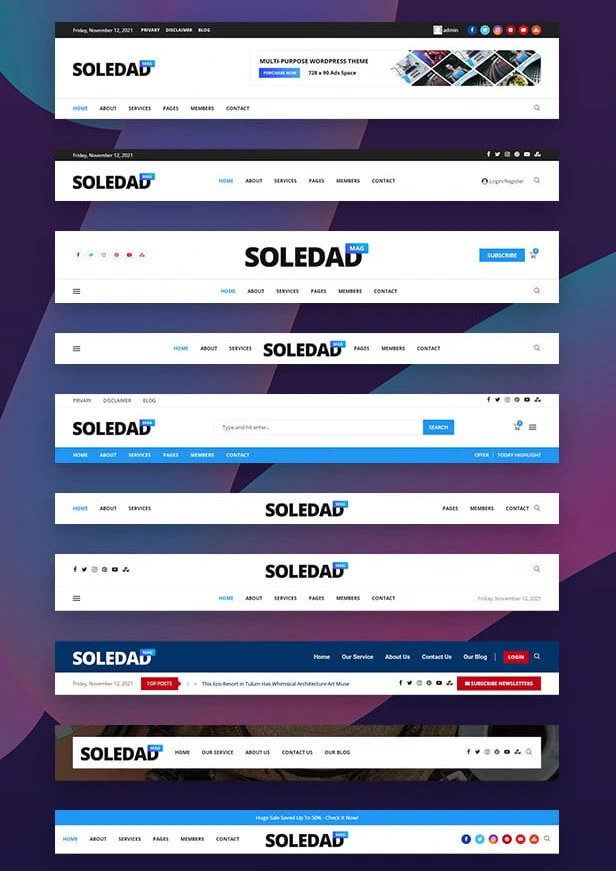 Friday, November 12, 2021 PRIVARY DISCLAIMER BLOG admin
SOLEDAD MAG
MULTI-PURPOSE WORDPRESS THEME
PURCHASE NOW 728 x 90 Ads Space
HOME ABOUT SERVICES PAGES MEMBERS CONTACT
Friday, November 12, 2021
SOLEDAD MAG HOME ABOUT SERVICES PAGES MEMBERS CONTACT Login/Register
SOLEDAD MAG SUBSCRIBE
HOME ABOUT SERVICES PAGES MEMBERS CONTACT
HOME ABOUT SERVICES SOLEDAD MAG PAGES MEMBERS CONTACT
PRIVARY DISCLAIMER BLOG
SOLEDAD MAG Type and hit enter... SEARCH
HOME ABOUT SERVICES PAGES MEMBERS CONTACT OFFER | TODAY HIGHLIGHT
HOME ABOUT SERVICES SOLEDAD MAG PAGES MEMBERS CONTACT
SOLEDAD MAG
HOME ABOUT SERVICES PAGES MEMBERS CONTACT Friday, November 12, 2021
SOLEDAD MAG Home Our Service About Us Contact Us Our Blog LOGIN
Friday, November 12, 2021 TOP POSTS This Eco-Resort in Tulum Has Whimsical Architecture Art Muse SUBSCRIBE NEWSLETTERS
SOLEDAD MAG HOME OUR SERVICE ABOUT US CONTACT US OUR BLOG
Huge Sale Saved Up To 50% - Check It Now!
HOME ABOUT SERVICES PAGES MEMBERS CONTACT SOLEDAD MAG